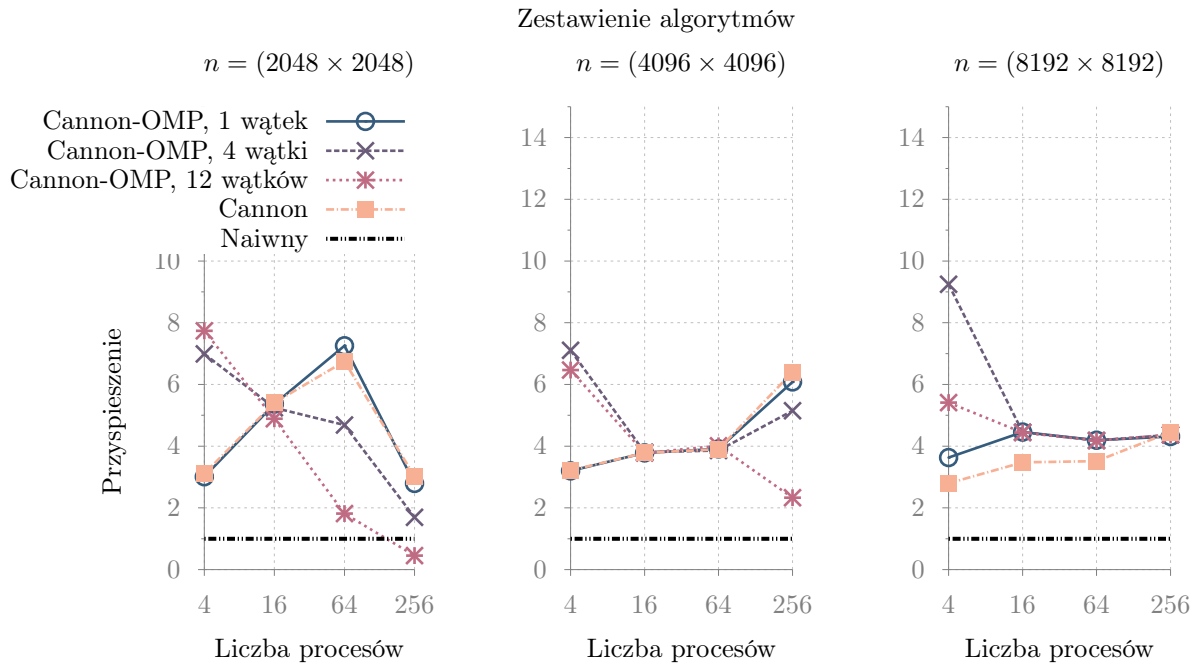 Zestawienie algorytmów
n = (2048 × 2048)
n = (4096 × 4096)
n = (8192 × 8192)
Cannon-OMP, 1 wątek
Cannon-OMP, 4 wątki
Cannon-OMP, 12 wątków
Cannon
Naiwny
Przyspieszenie
10
8
6
4
2
0
4 16 64 256
Liczba procesów
14
12
10
8
6
4
2
0
4 16 64 256
Liczba procesów
14
12
10
8
6
4
2
0
4 16 64 256
Liczba procesów